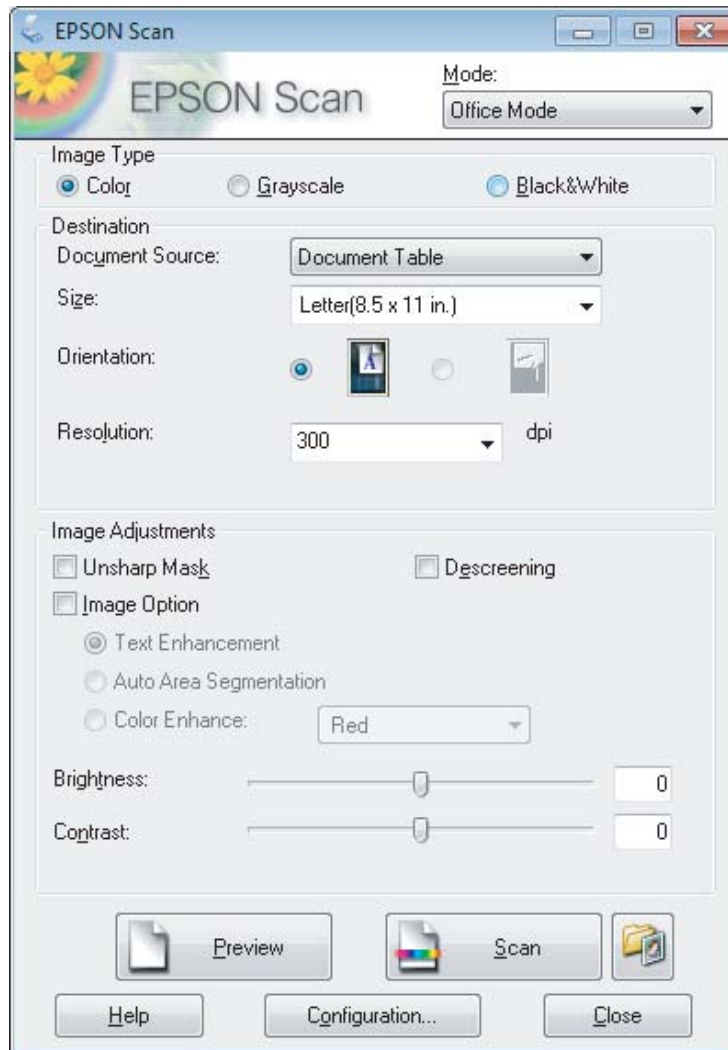 EPSON Scan
EPSON Scan
Mode:
Office Mode
Image Type
Color Grayscale Black&White
Destination
Document Source: Document Table
Size: Letter(8.5 x 11 in.)
Orientation: A
Resolution: 300 dpi
Image Adjustments
Unsharp Mask Descreening
Image Option
Text Enhancement
Auto Area Segmentation
Color Enhance: Red
Brightness: 0
Contrast: 0
Preview Scan
Help Configuration... Close